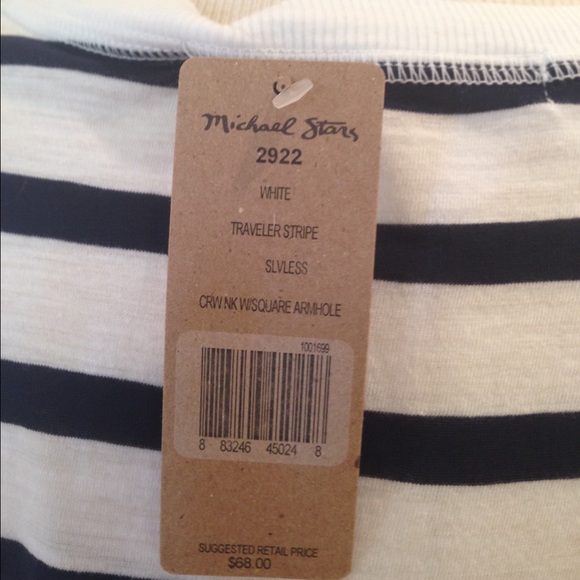 Michael Stars
2922
WHITE
TRAVELER STRIPE
SLVLESS
CRW NK W/SQUARE ARMHOLE
1001699
8 83246 45024 8
SUGGESTED RETAIL PRICE
$68.00